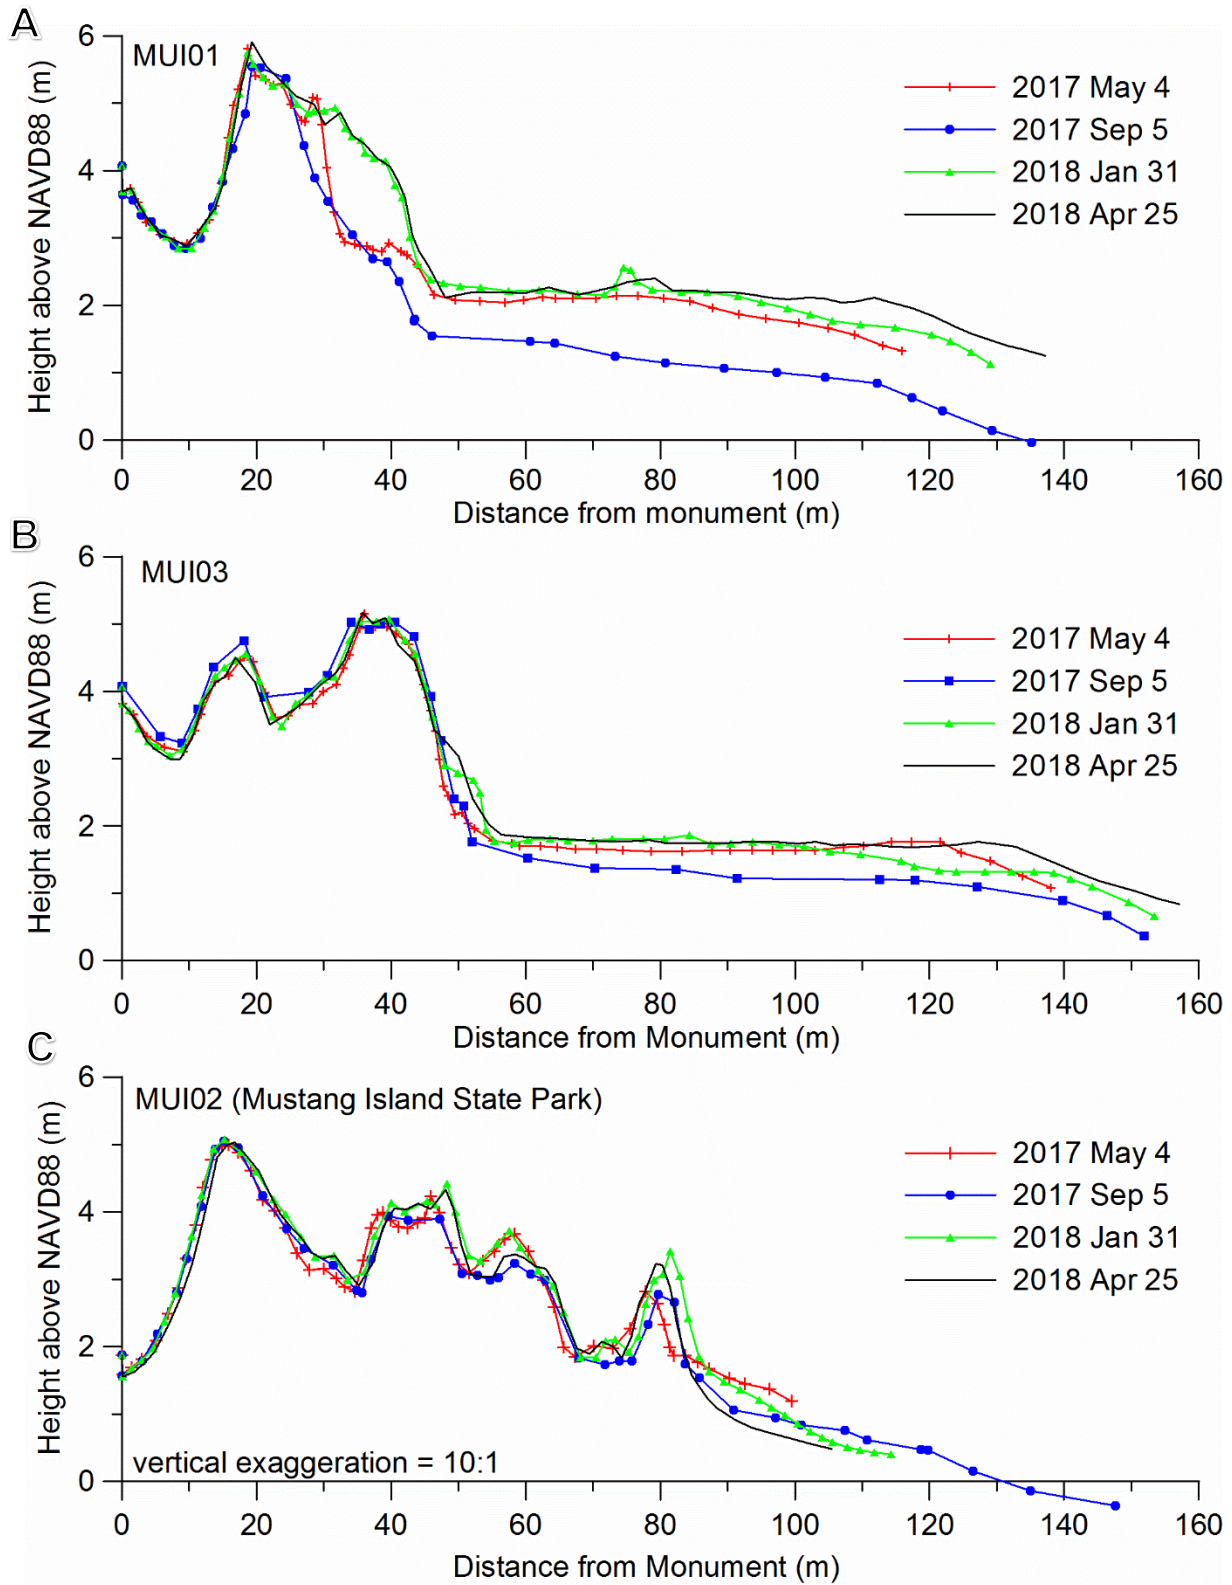 A
MUI01
Height above NAVD88 (m)
6
4
2
0
2017 May 4
2017 Sep 5
2018 Jan 31
2018 Apr 25
0 20 40 60 80 100 120 140 160
Distance from monument (m)
B
MUI03
Height above NAVD88 (m)
6
4
2
0
2017 May 4
2017 Sep 5
2018 Jan 31
2018 Apr 25
0 20 40 60 80 100 120 140 160
Distance from Monument (m)
C
MUI02 (Mustang Island State Park)
Height above NAVD88 (m)
6
4
2
0
2017 May 4
2017 Sep 5
2018 Jan 31
2018 Apr 25
vertical exaggeration = 10:1
0 20 40 60 80 100 120 140 160
Distance from Monument (m)